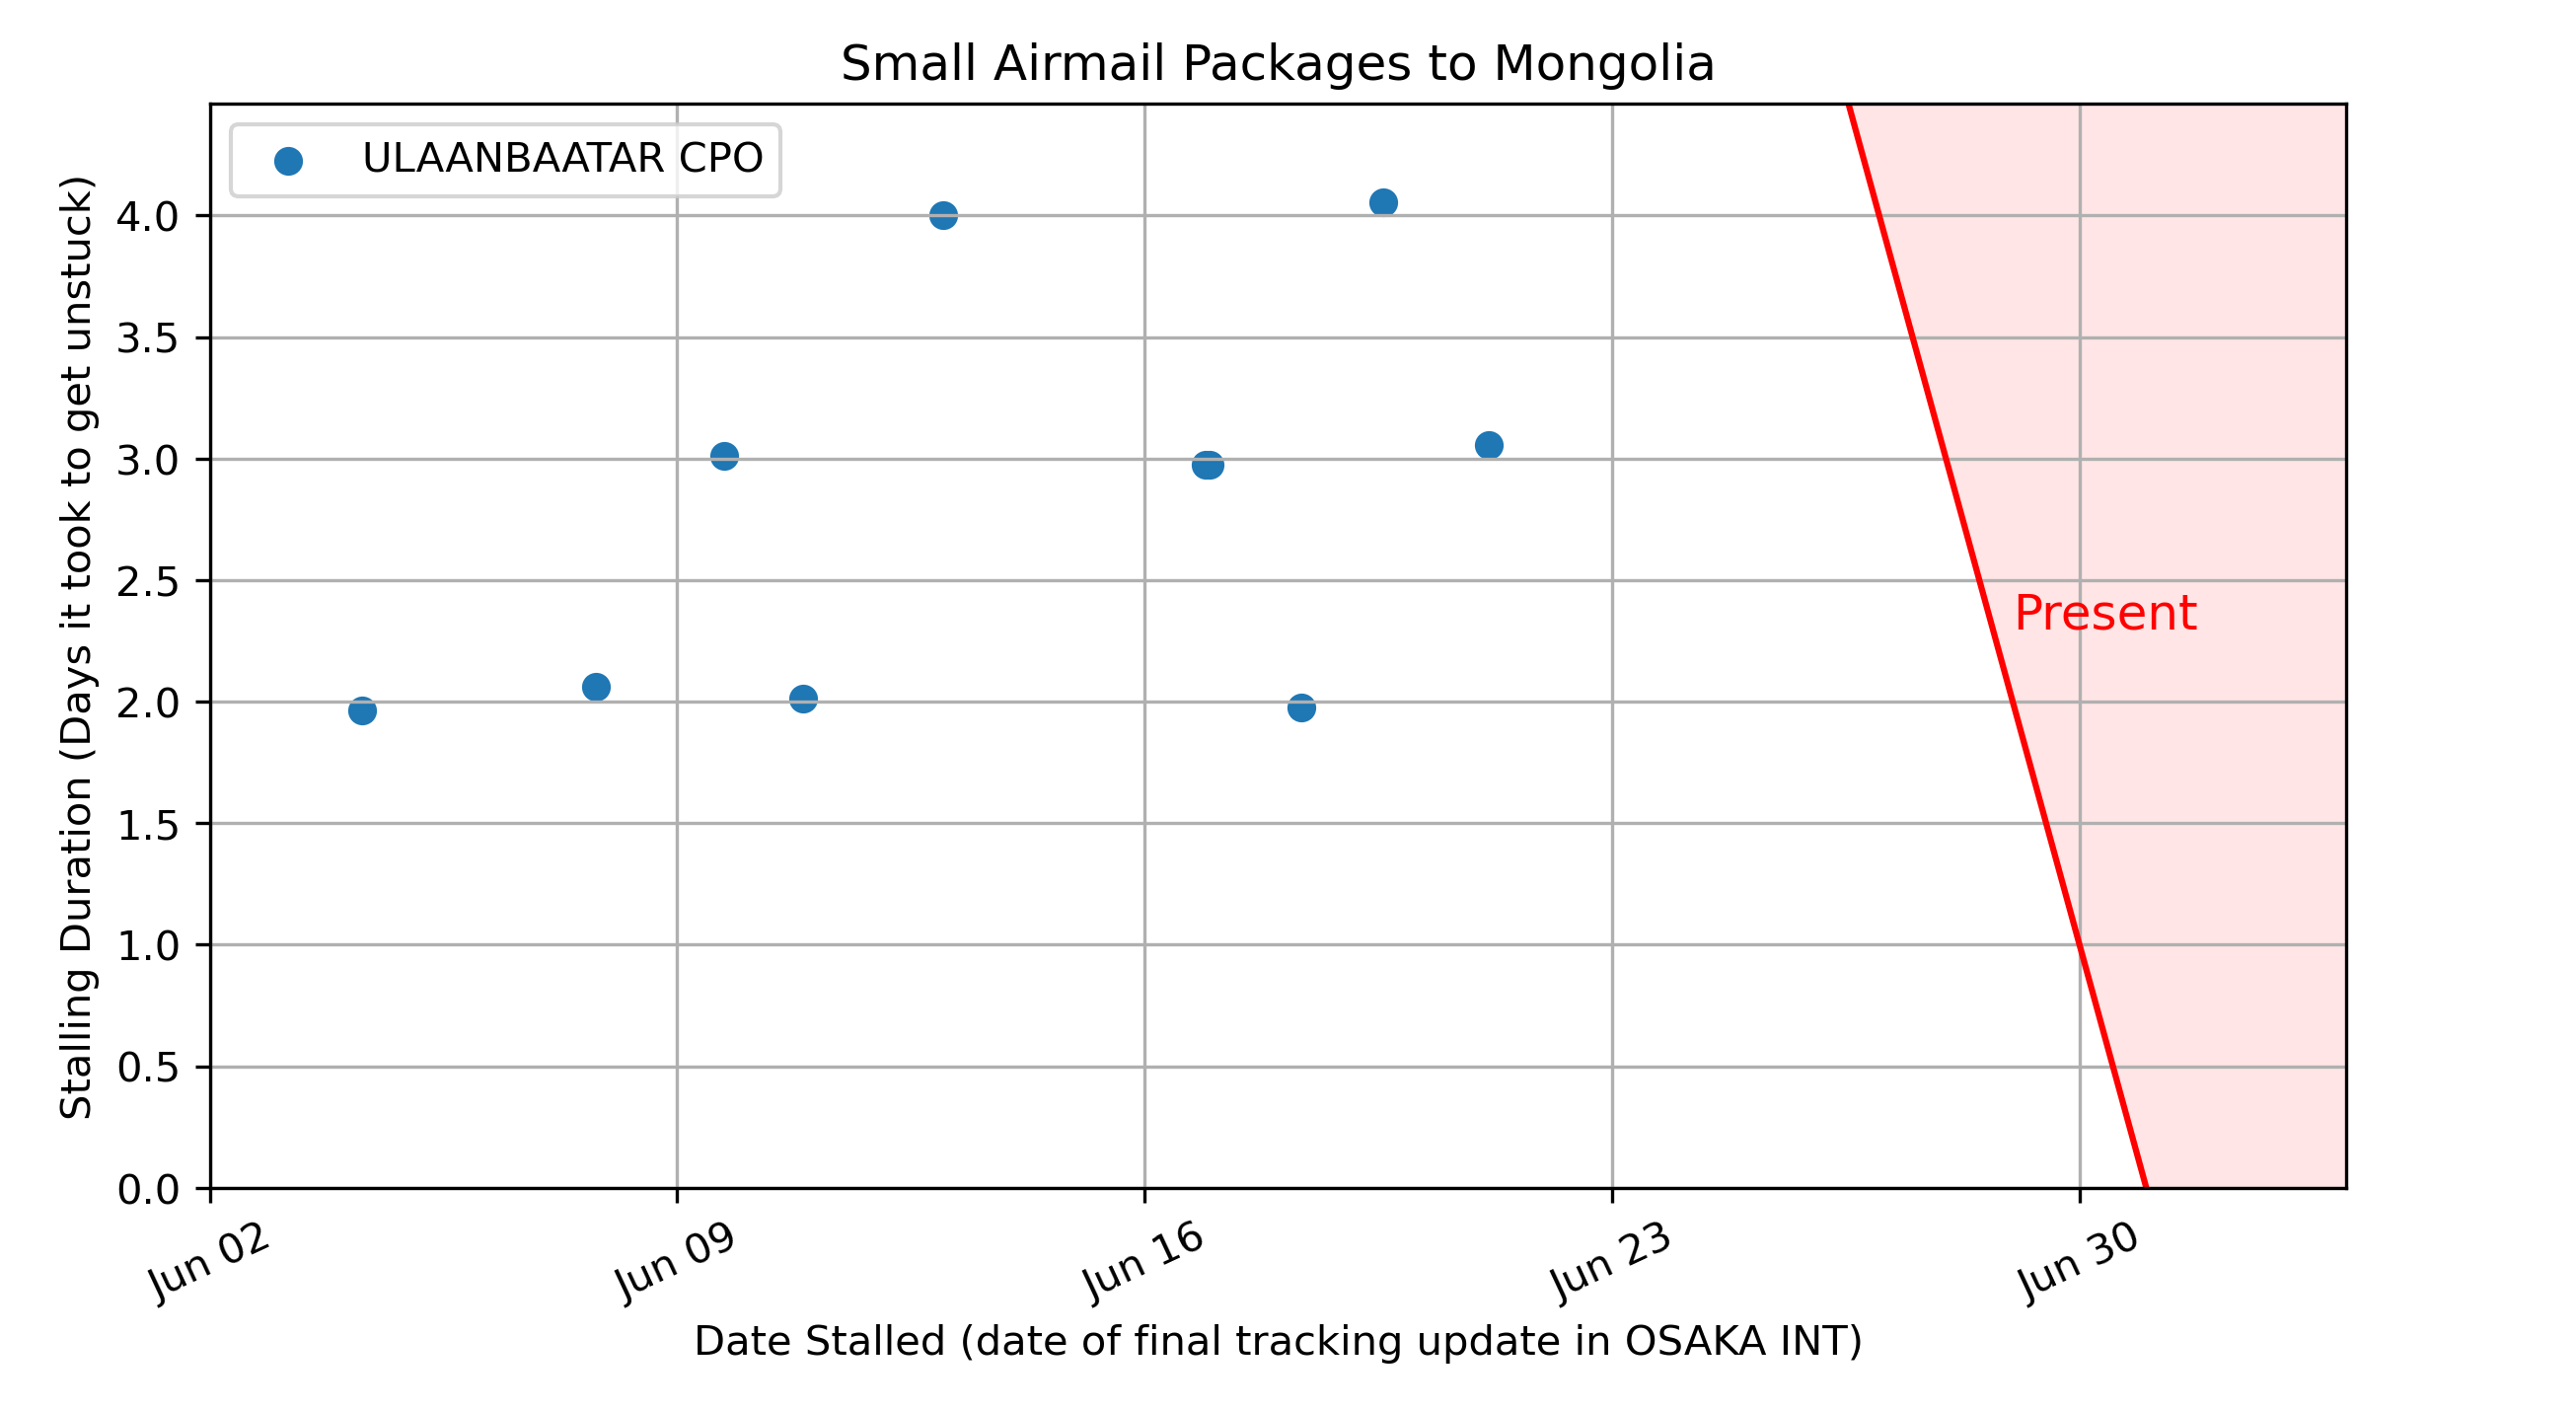 Small Airmail Packages to Mongolia
ULAANBAATAR CPO
Stalling Duration (Days it took to get unstuck)
4.0
3.5
3.0
2.5
2.0
1.5
1.0
0.5
0.0
Present
Jun 02
Jun 09
Jun 16
Jun 23
Jun 30
Date Stalled (date of final tracking update in OSAKA INT)